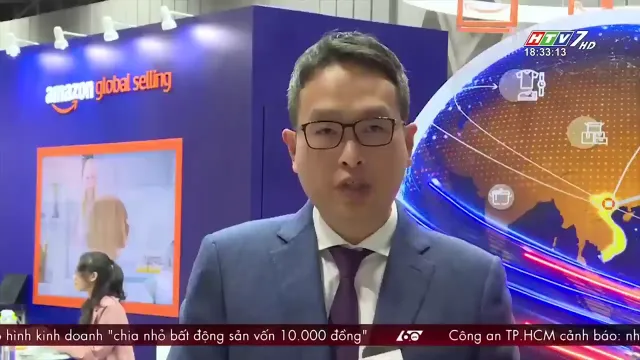 HTV7 HD
18:33:13
amazon global selling
hình kinh doanh "chia nhỏ bất động sản vốn 10.000 đồng"
60
Công an TP.HCM cảnh báo: